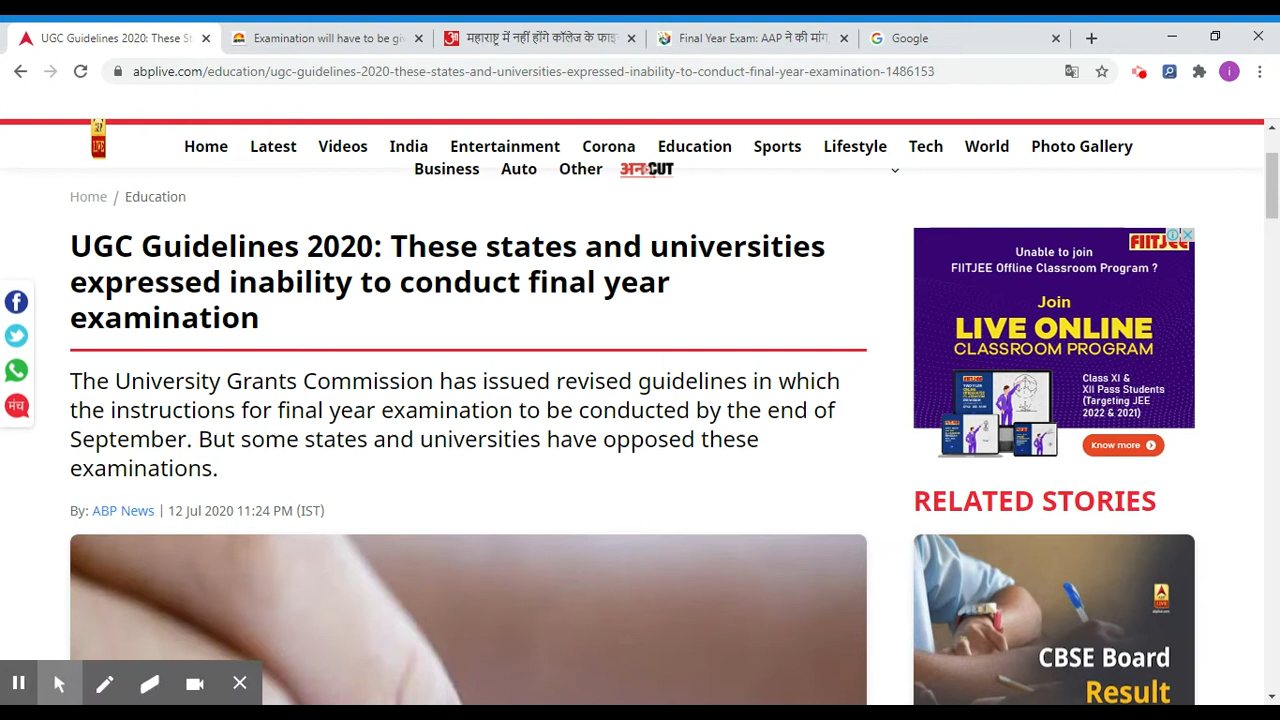 UGC Guidelines 2020: These St
Examination will have to be giv
महाराष्ट्र में नहीं होंगे कॉलेज के फाइन
Final Year Exam: AAP ने की मांग,
Google
abplive.com/education/ugc-guidelines-2020-these-states-and-universities-expressed-inability-to-conduct-final-year-examination-1486153
i
LIVE
Home Latest Videos India Entertainment Corona Education Sports Lifestyle Tech World Photo Gallery
Business Auto Other अनCUT
Home / Education
UGC Guidelines 2020: These states and universities
expressed inability to conduct final year
examination
The University Grants Commission has issued revised guidelines in which
the instructions for final year examination to be conducted by the end of
September. But some states and universities have opposed these
examinations.
By: ABP News | 12 Jul 2020 11:24 PM (IST)
मंच
FIITJEE
Unable to join
FIITJEE Offline Classroom Program ?
Join
LIVE ONLINE
CLASSROOM PROGRAM
Class XI &
XII Pass Students
(Targeting JEE
2022 & 2021)
Know more
RELATED STORIES
CBSE Board
Result